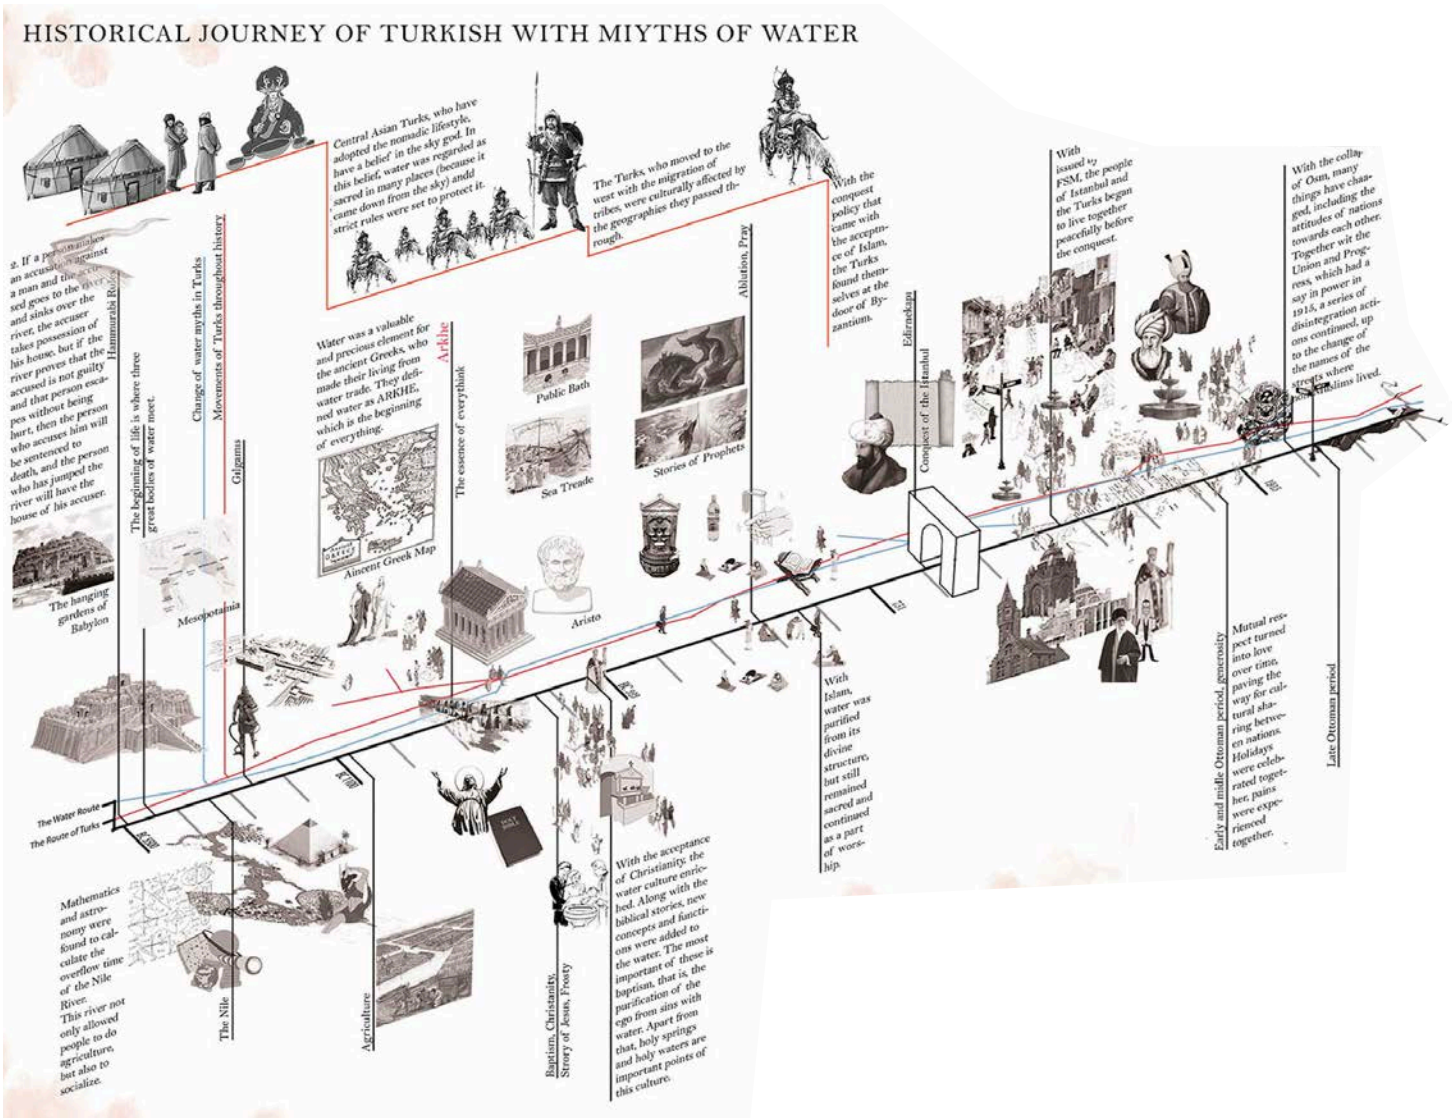 HISTORICAL JOURNEY OF TURKISH WITH MIYTHS OF WATER
Central Asian Turks, who have
adopted the nomadic lifestyle,
have a belief in the sky god. In
this belief, water was regarded as
sacred in many places (because it
came down from the sky) andd
strict rules were set to protect it.
The Turks, who moved to the
west with the migration of
tribes, were culturally affected by
the geographies they passed th-
rough.
With the
conquest
policy that
came with
the acceptn-
ce of Islam,
the Turks
found them-
selves at the
door of By-
zantium.
With
issued by
FSM, the people
of Istanbul and
the Turks began
to live together
peacefully before
the conquest.
With the collap
of Osm, many
things have chan-
ged, including the
attitudes of nations
towards each other.
Together wit the
Union and Prog-
ress, which had a
say in power in
1915, a series of
disintegration acti-
ons continued, up
to the change of
the names of the
streets where
lims lived.
2. If a person makes
an accusation against
a man and the accu-
sed goes to the river
and sinks over the
river, the accuser
takes possession of
his house, but if the
river proves that the
accused is not guilty
and that person esca-
pes without being
hurt, then the person
who accuses him will
be sentenced to
death, and the person
who has jumped the
river will have the
house of his accuser.
Hammurabi
The beginning of life is where three
great bodies of water meet.
Change of water myths in Turks
Movements of Turks throughout history
Gilgamıs
Water was a valuable
and precious element for
the ancient Greeks, who
made their living from
water trade. They defi-
ned water as ARKHE,
which is the beginning
of everything.
Arkhe
The essence of everythink
Public Bath
Sea Treade
Stories of Prophets
Ablution, Pray
Edirnekapı
Conquest of the Istanbul
ANCIENT
GREECE
Aincent Greek Map
Aristo
The hanging
gardens of
Babylon
Mesopotamia
The Water Route
The Route of Turks
BC 3500
BC 1100
1915
HOLY
BIBLE
Mathematics
and astro-
nomy were
found to cal-
culate the
overflow time
of the Nile
River.
This river not
only allowed
people to do
agriculture,
but also to
socialize.
The Nile
Agriculture
Baptism, Christanity,
Strory of Jesus, Frosty
With the acceptance
of Christianity, the
water culture enric-
hed. Along with the
biblical stories, new
concepts and functi-
ons were added to
the water. The most
important of these is
baptism, that is, the
purification of the
ego from sins with
water. Apart from
that, holy springs
and holy waters are
important points of
this culture.
With
Islam,
water was
purified
from its
divine
structure,
but still
remained
sacred and
continued
as a part
of wors-
hip.
Early and midle Ottoman period, generosity
Mutual res-
pect turned
into love
over time,
paving the
way for cul-
tural sha-
ring betwe-
en nations.
Holidays
were celeb-
rated toget-
her, pains
were expe-
rienced
together.
Late Ottoman period